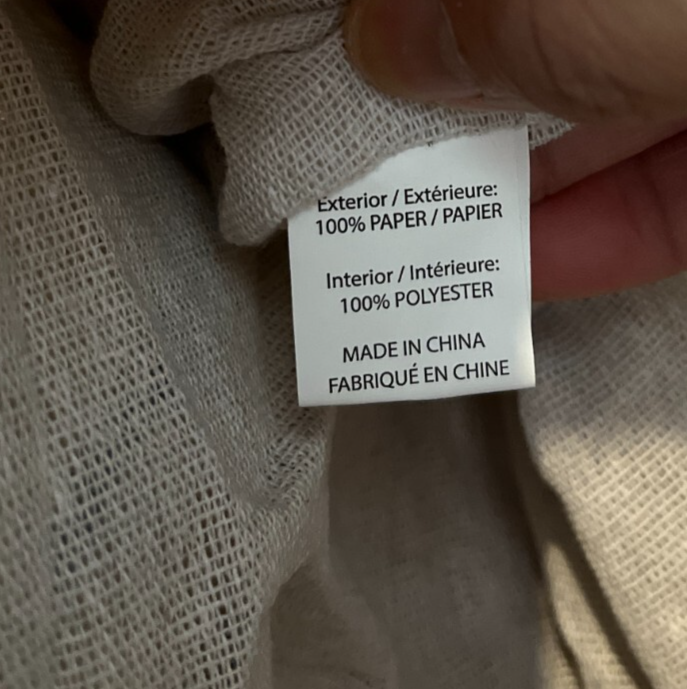 Exterior / Extérieure:
100% PAPER / PAPIER
Interior / Intérieure:
100% POLYESTER
MADE IN CHINA
FABRIQUÉ EN CHINE